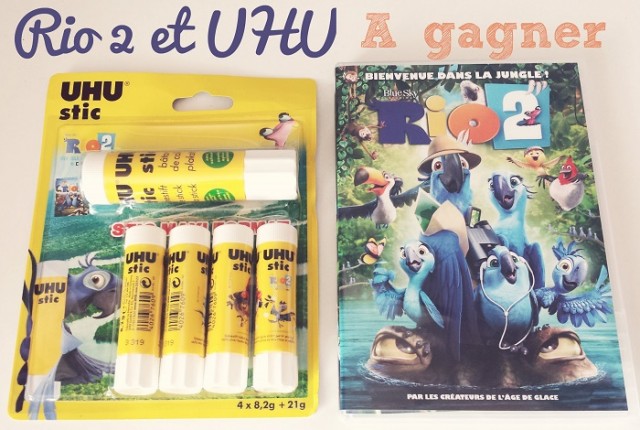 Rio 2 et UHU A gagner
UHU
stic
UHU stic
UHU
stic
UHU
stic
UHU
stic
UHU
stic
UHU
stic
4 x 8,2g + 21g
BIENVENUE DANS LA JUNGLE !
BlueSky
RIO 2
PAR LES CRÉATEURS DE L'ÂGE DE GLACE